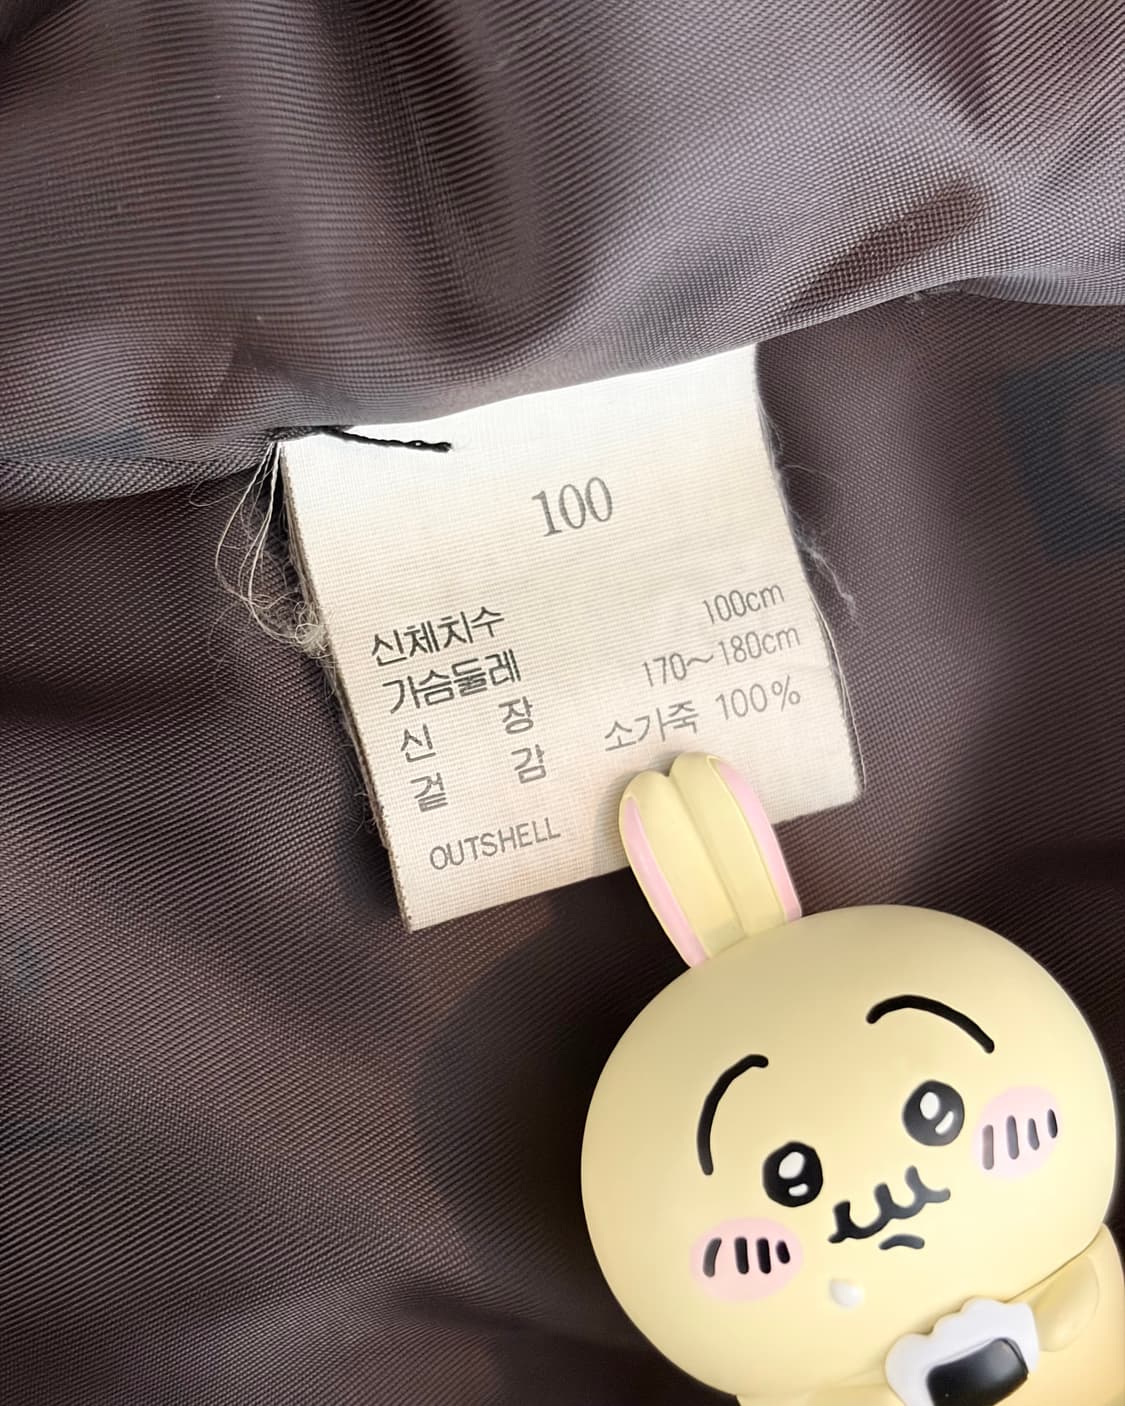 100
신체치수
가슴둘레 100cm
신 장 170~180cm
겉 감 소가죽 100%
OUTSHELL